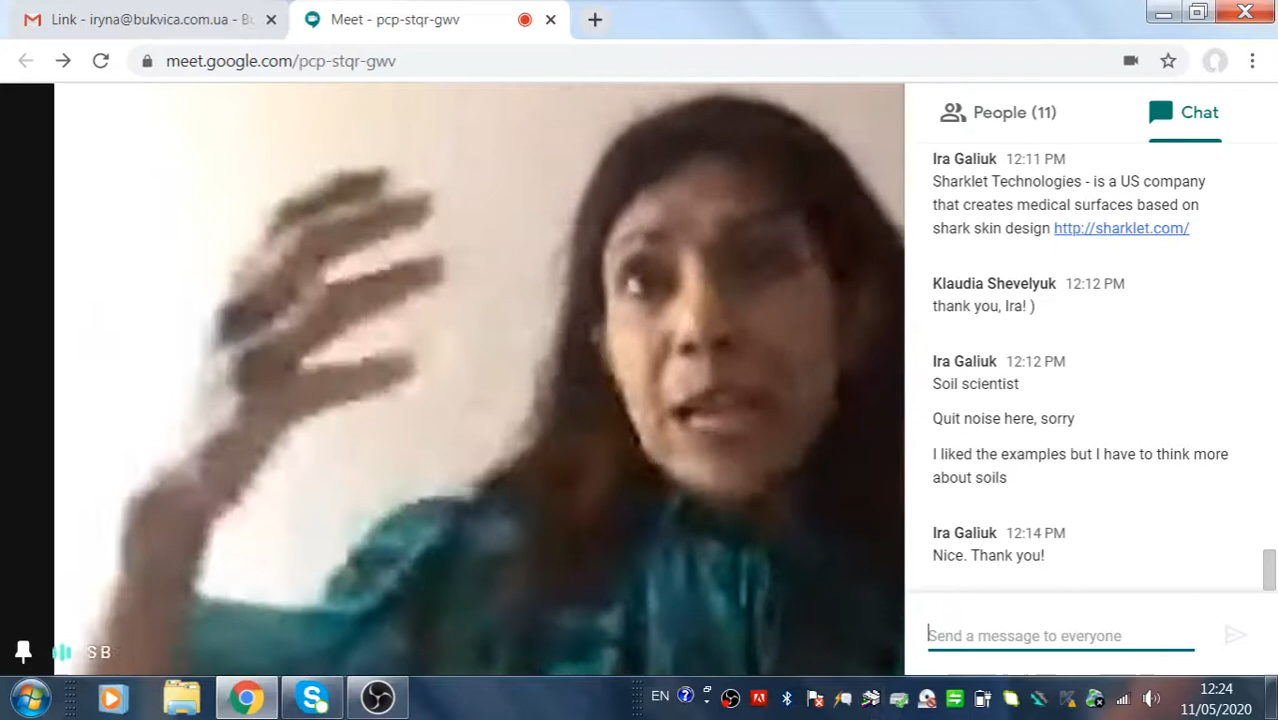 Link - iryna@bukvica.com.ua - Bu
Meet - pcp-stqr-gwv
meet.google.com/pcp-stqr-gwv
People (11)
Chat
Ira Galiuk 12:11 PM
Sharklet Technologies - is a US company
that creates medical surfaces based on
shark skin design http://sharklet.com/
Klaudia Shevelyuk 12:12 PM
thank you, Ira! )
Ira Galiuk 12:12 PM
Soil scientist
Quit noise here, sorry
I liked the examples but I have to think more
about soils
Ira Galiuk 12:14 PM
Nice. Thank you!
Send a message to everyone
S B
EN
12:24
11/05/2020